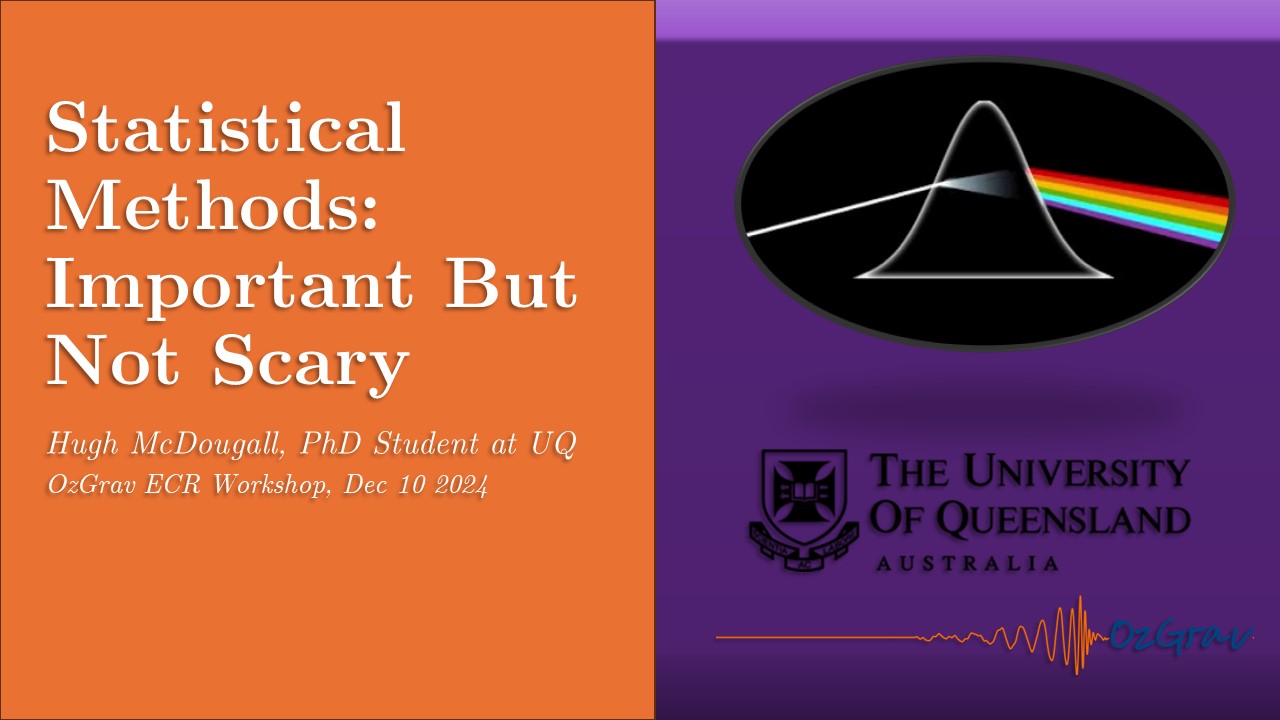 Statistical
Methods:
Important But
Not Scary
Hugh McDougall, PhD Student at UQ
OzGrav ECR Workshop, Dec 10 2024
THE UNIVERSITY
OF QUEENSLAND
AUSTRALIA
AC
OzGrav